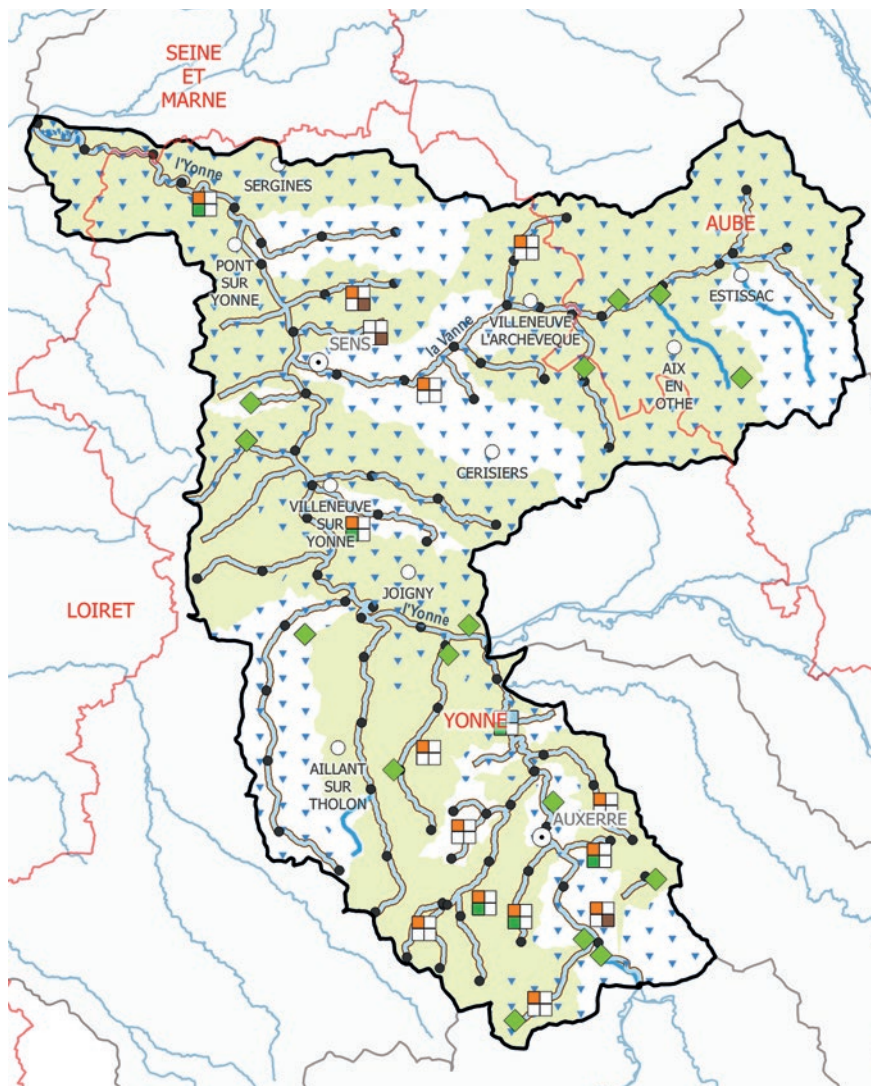 SEINE
ET
MARNE
l'Yonne
SERGINES
AUBE
PONT
SUR
YONNE
ESTISSAC
VILLENEUVE
L'ARCHEVEQUE
la Vanne
SENS
AIX
EN
OTHE
CERISIERS
VILLENEUVE
SUR
YONNE
JOIGNY
l'Yonne
LOIRET
YONNE
AILLANT
SUR
THOLON
AUXERRE